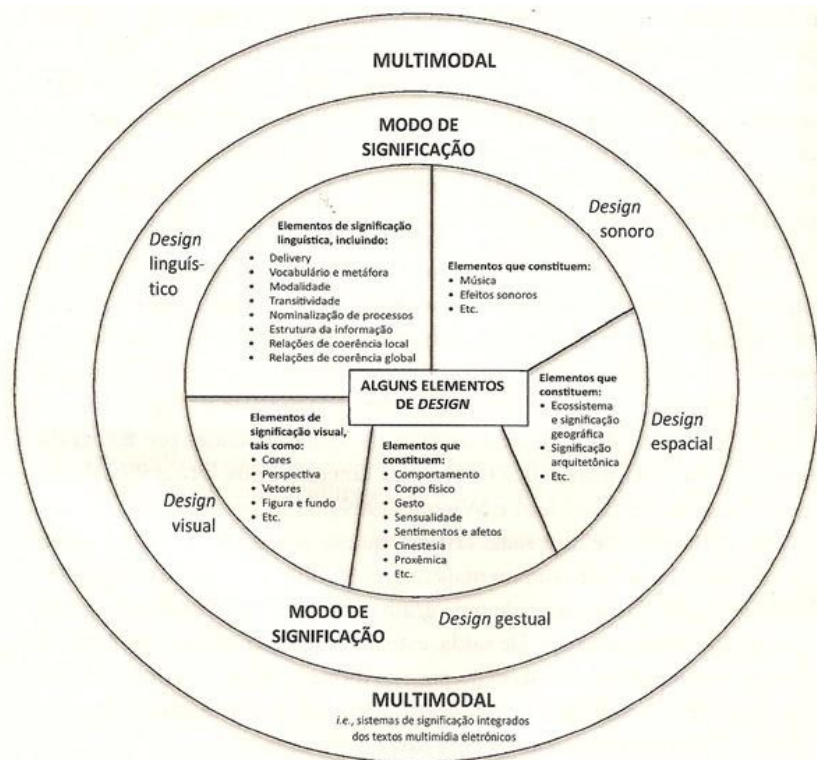 MULTIMODAL
MODO DE
SIGNIFICAÇÃO
Design
linguís-
tico
Elementos de significação
linguística, incluindo:
• Delivery
• Vocabulário e metáfora
• Modalidade
• Transitividade
• Nominalização de processos
• Estrutura da informação
• Relações de coerência local
• Relações de coerência global
Design
sonoro
Elementos que constituem:
• Música
• Efeitos sonoros
• Etc.
ALGUNS ELEMENTOS
DE DESIGN
Elementos que
constituem:
• Ecossistema
e significação
geográfica
• Significação
arquitetônica
• Etc.
Design
espacial
Elementos de
significação visual,
tais como:
• Cores
• Perspectiva
• Vetores
• Figura e fundo
• Etc.
Design
visual
Elementos que
constituem:
• Comportamento
• Corpo físico
• Gesto
• Sensualidade
• Sentimentos e afetos
• Cinestesia
• Proxêmica
• Etc.
MODO DE
SIGNIFICAÇÃO
Design gestual
MULTIMODAL
i.e., sistemas de significação integrados
dos textos multimídia eletrônicos